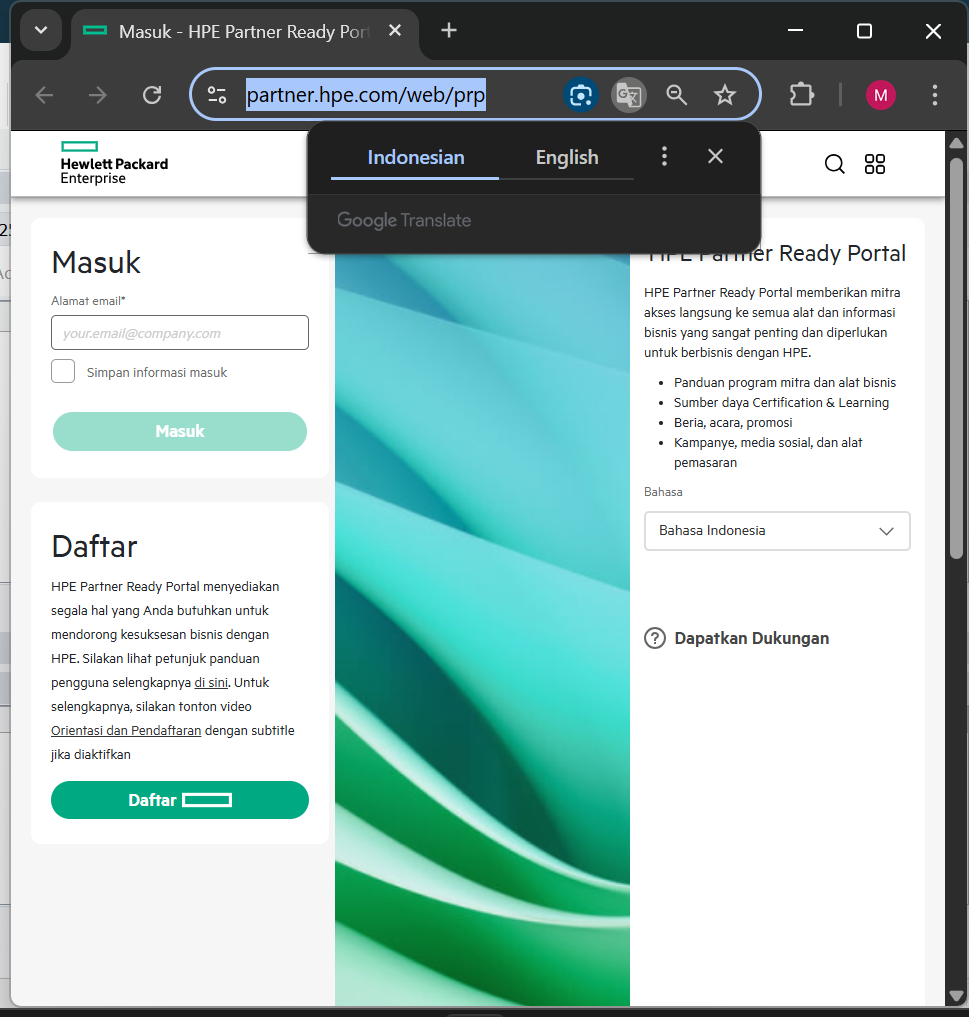 Masuk - HPE Partner Ready Por
partner.hpe.com/web/prp
M
Indonesian
English
Google Translate
Hewlett Packard
Enterprise
Masuk
Alamat email*
your.email@company.com
Simpan informasi masuk
Masuk
Daftar
HPE Partner Ready Portal menyediakan
segala hal yang Anda butuhkan untuk
mendorong kesuksesan bisnis dengan
HPE. Silakan lihat petunjuk panduan
pengguna selengkapnya di sini. Untuk
selengkapnya, silakan tonton video
Orientasi dan Pendaftaran dengan subtitle
jika diaktifkan
Daftar
HPE Partner Ready Portal
HPE Partner Ready Portal memberikan mitra
akses langsung ke semua alat dan informasi
bisnis yang sangat penting dan diperlukan
untuk berbisnis dengan HPE.
Panduan program mitra dan alat bisnis
Sumber daya Certification & Learning
Beria, acara, promosi
Kampanye, media sosial, dan alat
pemasaran
Bahasa
Bahasa Indonesia
Dapatkan Dukungan